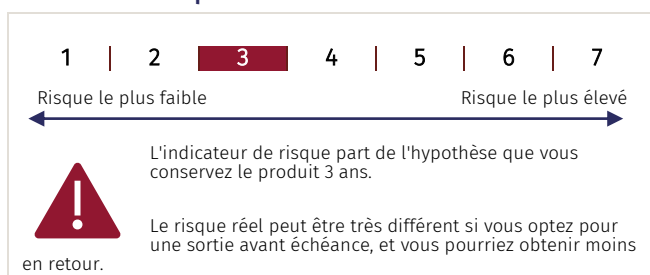 1 | 2 | 3 | 4 | 5 | 6 | 7
Risque le plus faible Risque le plus élevé
L'indicateur de risque part de l'hypothèse que vous
conservez le produit 3 ans.
Le risque réel peut être très différent si vous optez pour
une sortie avant échéance, et vous pourriez obtenir moins
en retour.